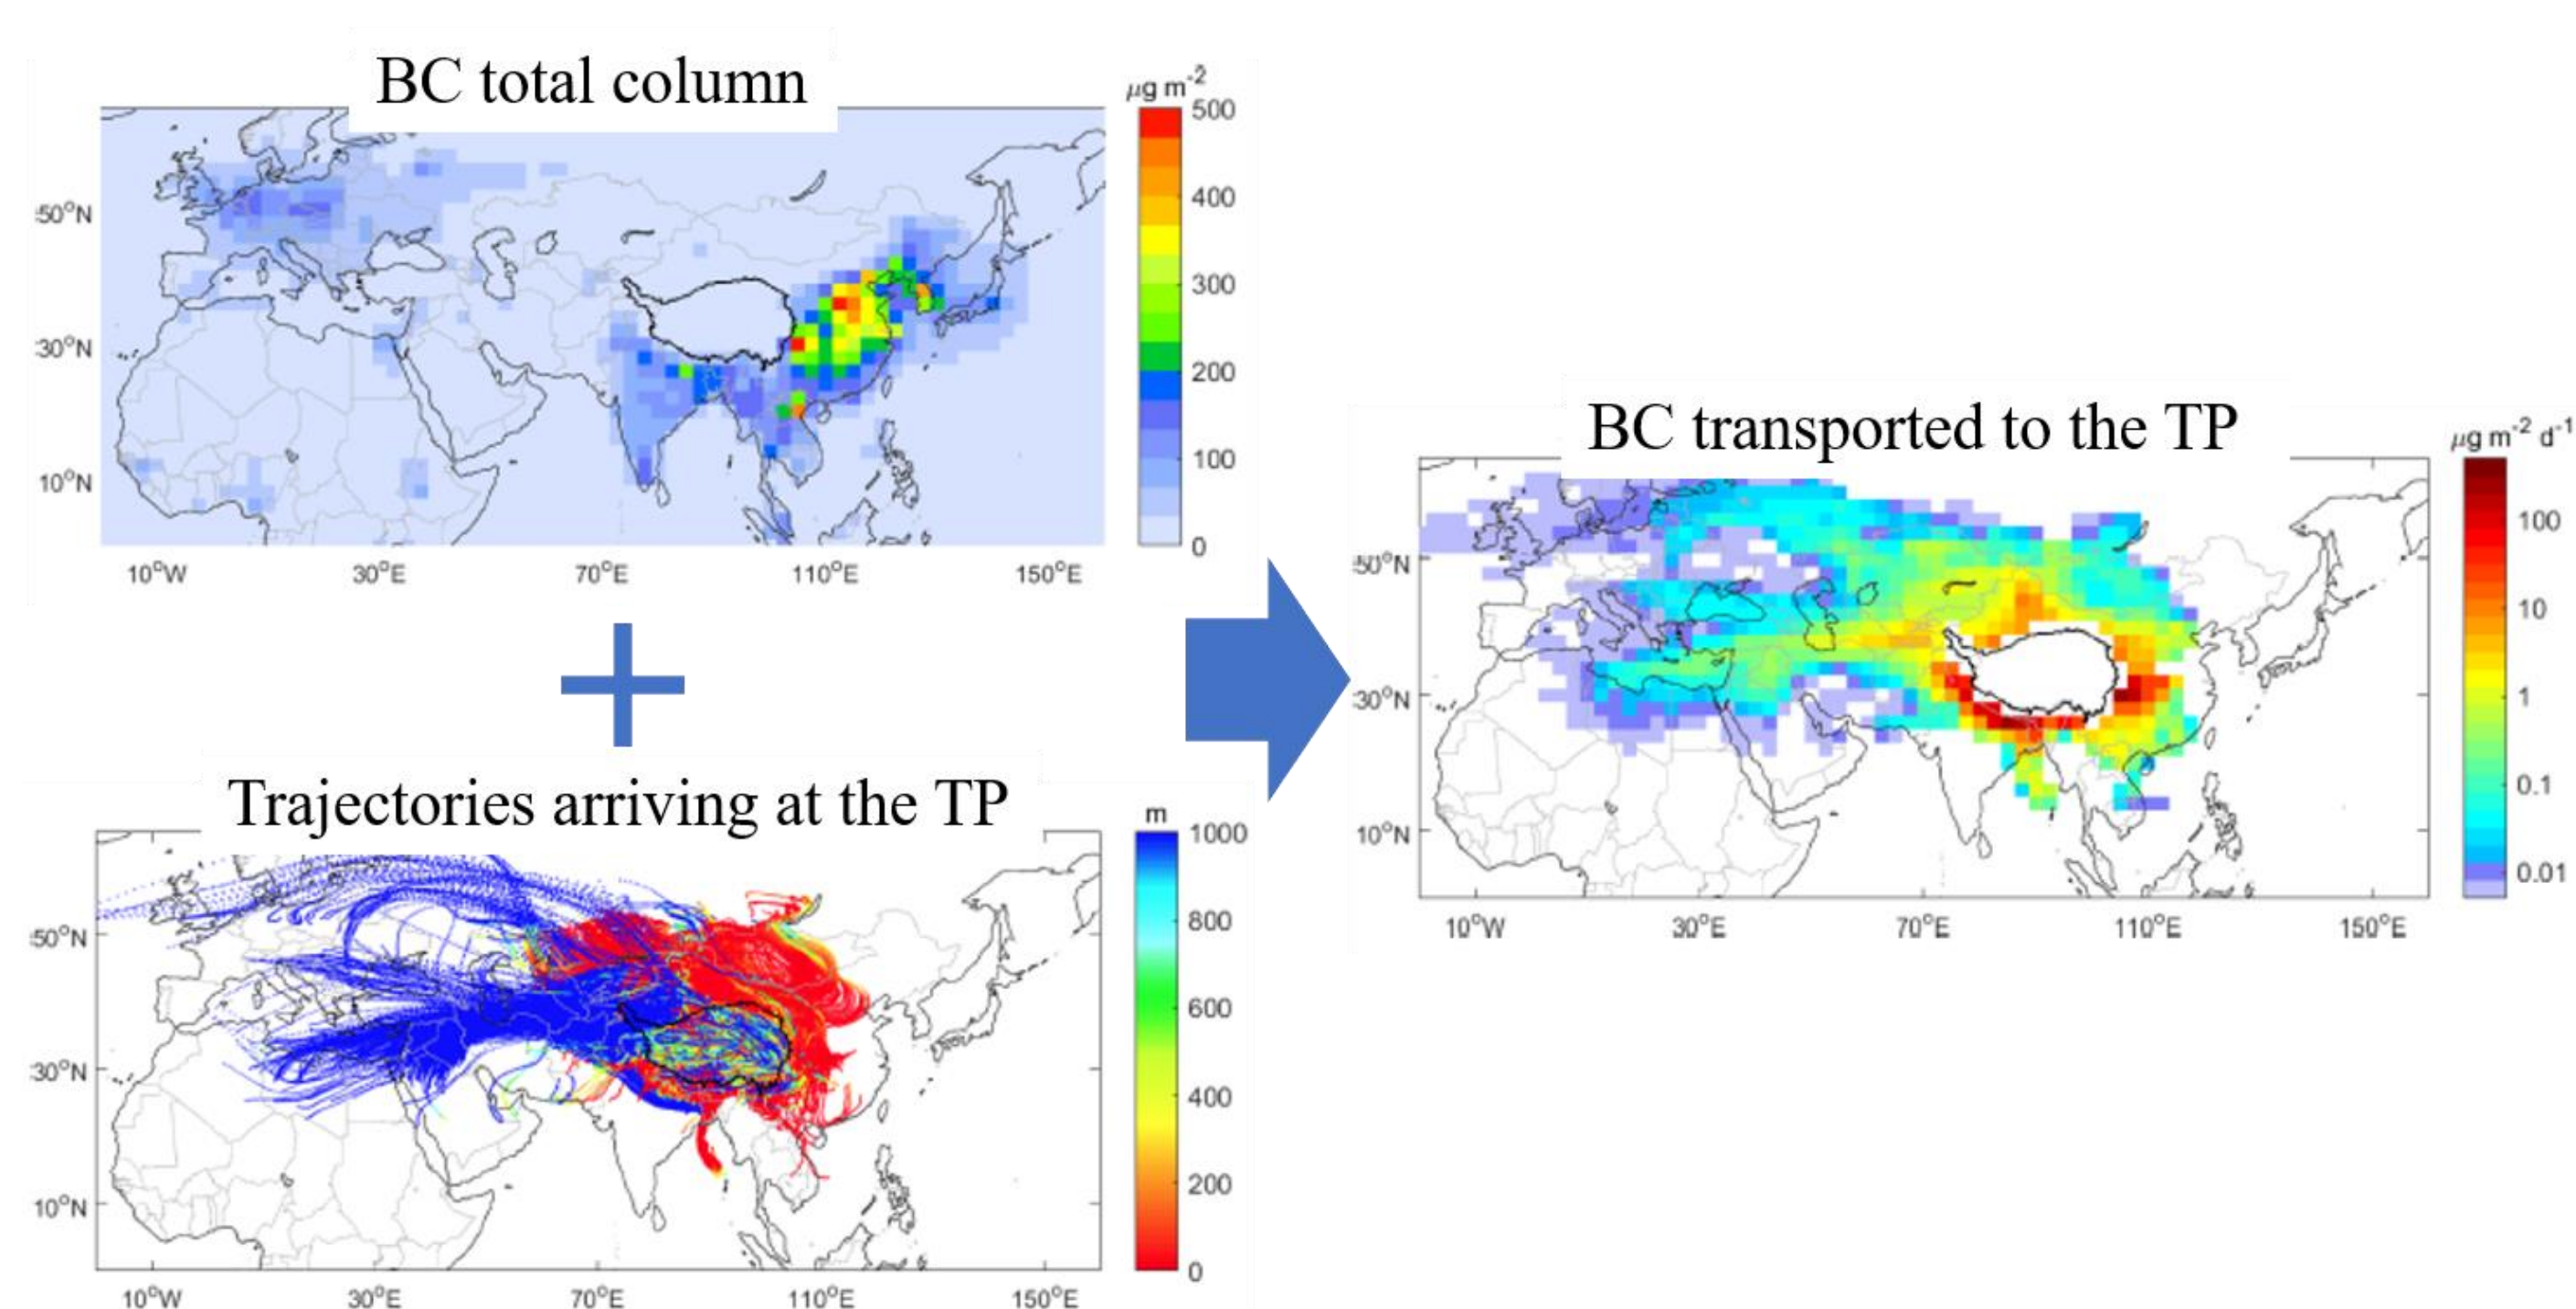 BC total column
μg m⁻²
500
400
300
200
100
0
50°N
30°N
10°N
10°W 30°E 70°E 110°E 150°E
Trajectories arriving at the TP
m
1000
800
600
400
200
0
50°N
30°N
10°N
10°W 30°E 70°E 110°E 150°E
BC transported to the TP
μg m⁻² d⁻¹
100
10
1
0.1
0.01
50°N
30°N
10°N
10°W 30°E 70°E 110°E 150°E